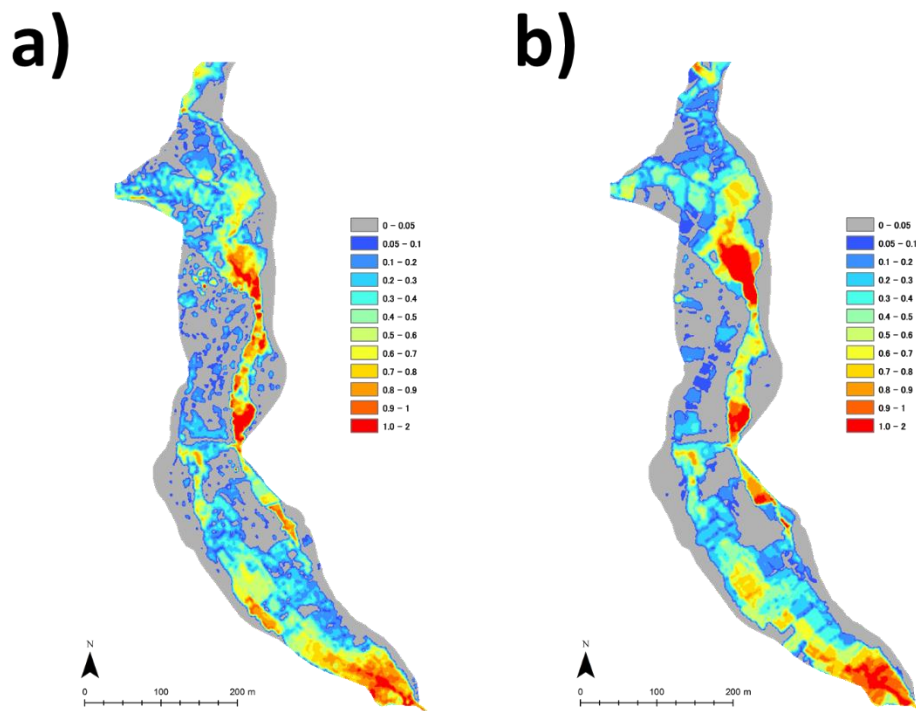 a)
b)
0 – 0.05
0.05 – 0.1
0.1 – 0.2
0.2 – 0.3
0.3 – 0.4
0.4 – 0.5
0.5 – 0.6
0.6 – 0.7
0.7 – 0.8
0.8 – 0.9
0.9 – 1
1.0 – 2
0 – 0.05
0.05 – 0.1
0.1 – 0.2
0.2 – 0.3
0.3 – 0.4
0.4 – 0.5
0.5 – 0.6
0.6 – 0.7
0.7 – 0.8
0.8 – 0.9
0.9 – 1
1.0 – 2
N
0 100 200 m
N
0 100 200 m